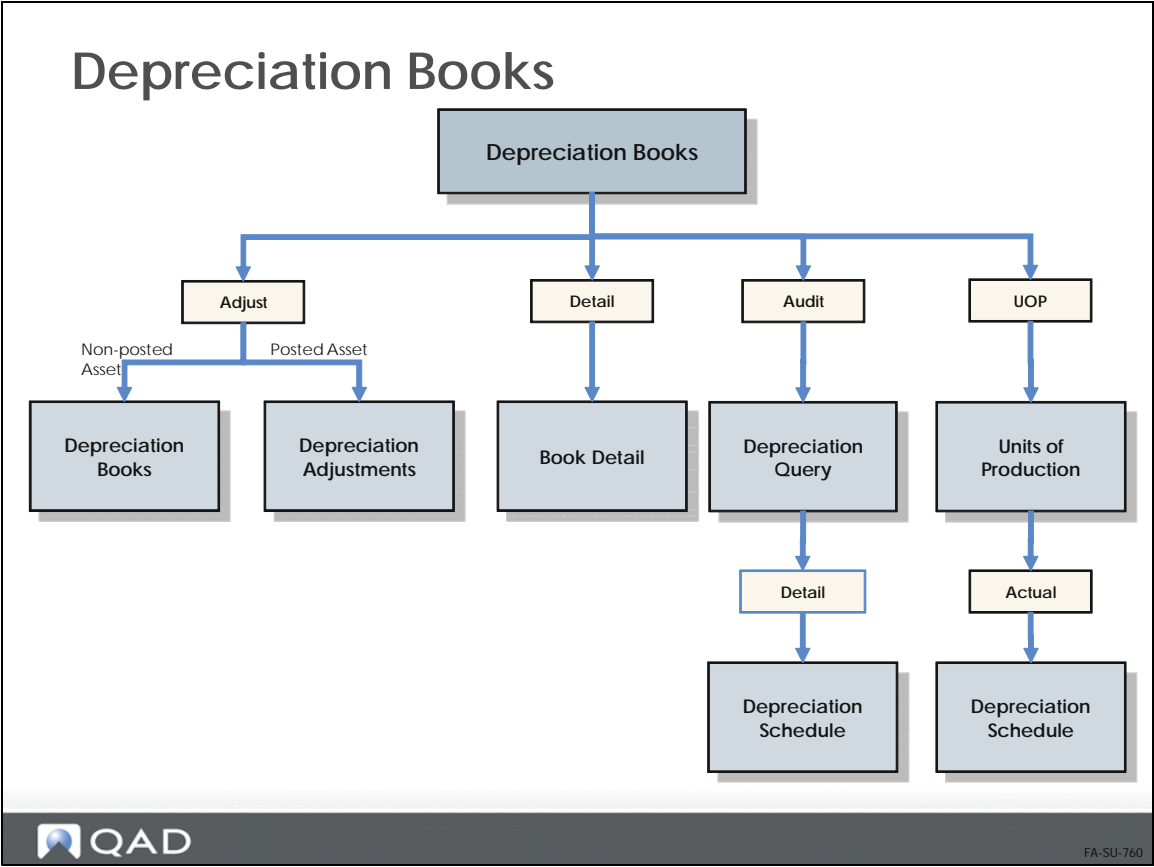 Depreciation Books
Depreciation Books
Adjust
Detail
Audit
UOP
Non-posted
Asset
Posted Asset
Depreciation
Books
Depreciation
Adjustments
Book Detail
Depreciation
Query
Units of
Production
Detail
Actual
Depreciation
Schedule
Depreciation
Schedule
QAD
FA-SU-760